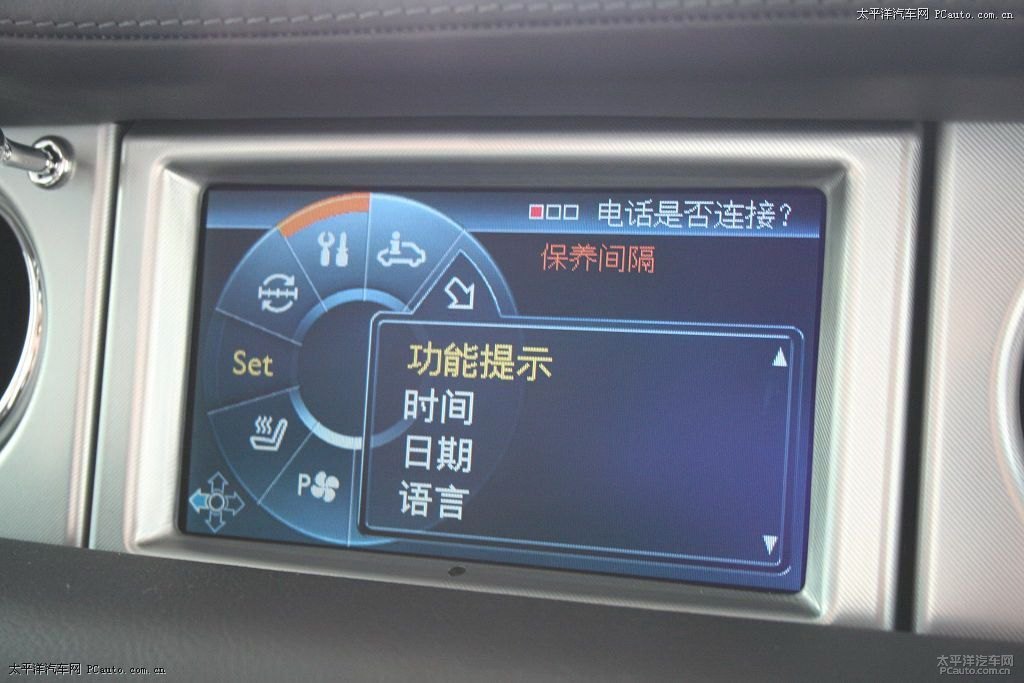 太平洋汽车网 PCauto.com.cn
电话是否连接?
保养间隔
Set
P
功能提示
时间
日期
语言
太平洋汽车网 PCauto.com.cn
太平洋汽车网
PCauto.com.cn